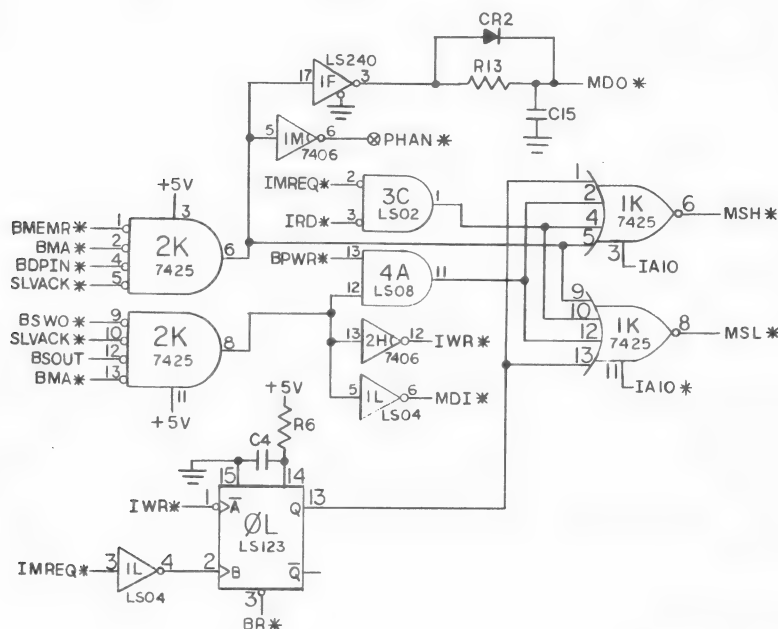 CR2
LS240
17 1F 3
R13
MDO*
C15
5 1M 6
7406
PHAN*
+5V
3
IMREQ* 2
3C 1
LS02
IRD 3
1
2
4
5
1K 6
7425
3
MSH*
IA10
BMEMR* 1
BMA* 2
BDPIN 4
SLVACK 5
2K 6
7425
BPWR* 13
12
4A 11
LS08
BSWO* 9
SLVACK* 10
BSOUT 12
BMA* 13
2K 8
7425
11
+5V
13 2H 12
7406
IWR*
5 1L 6
LS04
MDI*
9
10
12
13
1K 8
7425
11
MSL*
IA10*
+5V
R6
C4
15 14
IWR* 1
A Q 13
ØL
LS123
IMREQ* 3 1L 4
LS04
2 B Q
3
BR*